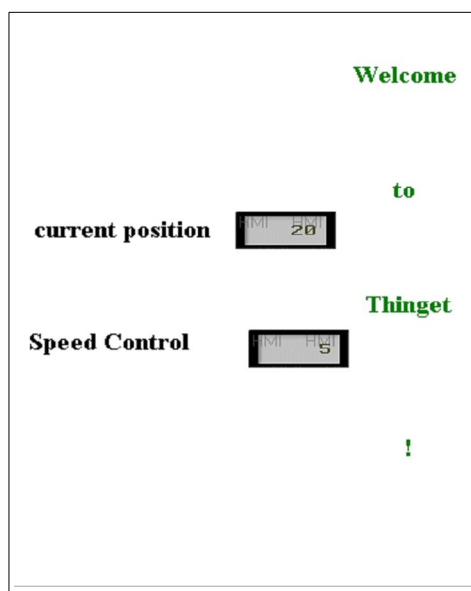 Welcome
to
current position
HMI HMI
20
Thinget
Speed Control
HMI HMI
5
!